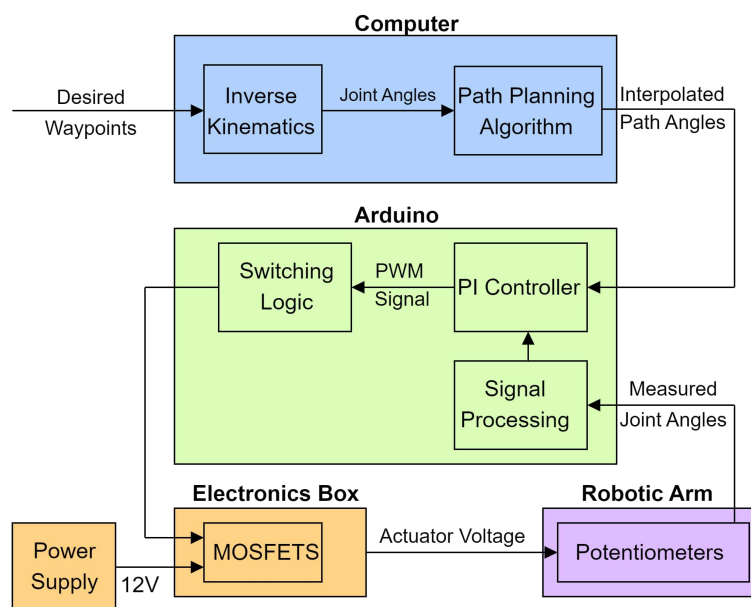 Computer
Desired
Waypoints
Inverse
Kinematics
Joint Angles
Path Planning
Algorithm
Interpolated
Path Angles
Arduino
Switching
Logic
PWM
Signal
PI Controller
Signal
Processing
Measured
Joint Angles
Electronics Box
Robotic Arm
Power
Supply
12V
MOSFETS
Actuator Voltage
Potentiometers